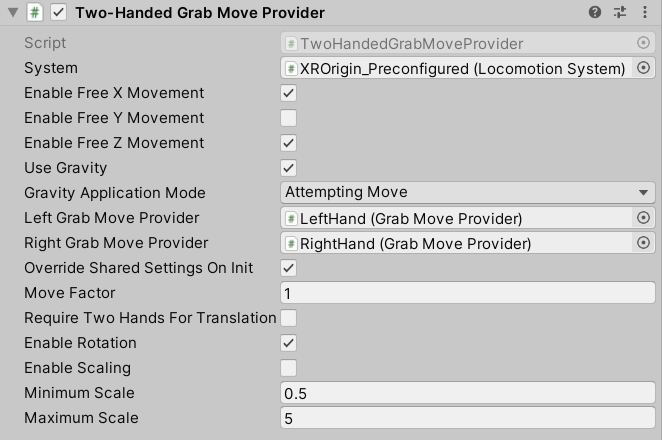 Two-Handed Grab Move Provider
Script # TwoHandedGrabMoveProvider
System # XROrigin_Preconfigured (Locomotion System)
Enable Free X Movement
Enable Free Y Movement
Enable Free Z Movement
Use Gravity
Gravity Application Mode Attempting Move
Left Grab Move Provider # LeftHand (Grab Move Provider)
Right Grab Move Provider # RightHand (Grab Move Provider)
Override Shared Settings On Init
Move Factor 1
Require Two Hands For Translation
Enable Rotation
Enable Scaling
Minimum Scale 0.5
Maximum Scale 5